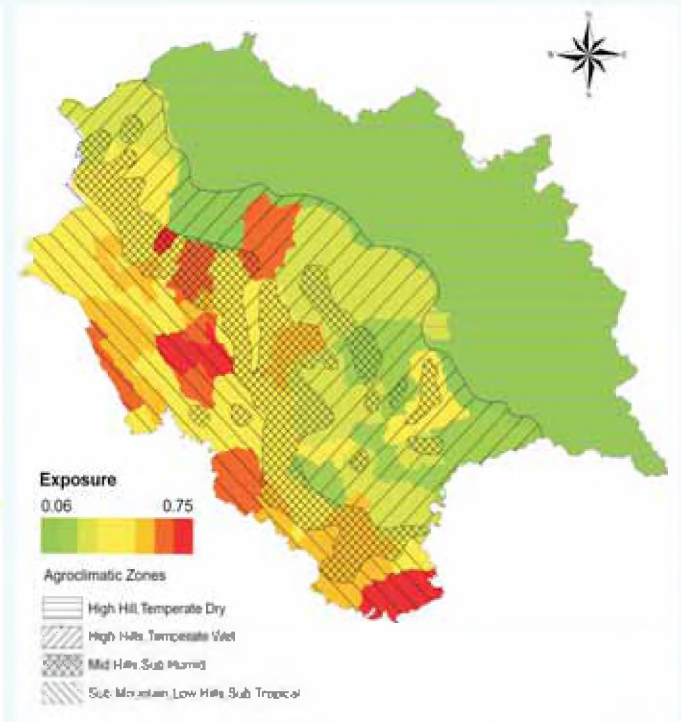 N
W E
S
Exposure
0.06 0.75
Agroclimatic Zones
High Hill Temperate Dry
High Hills Temperate Wet
Mid Hills Sub Humid
Sub Mountain Low Hills Sub Tropical